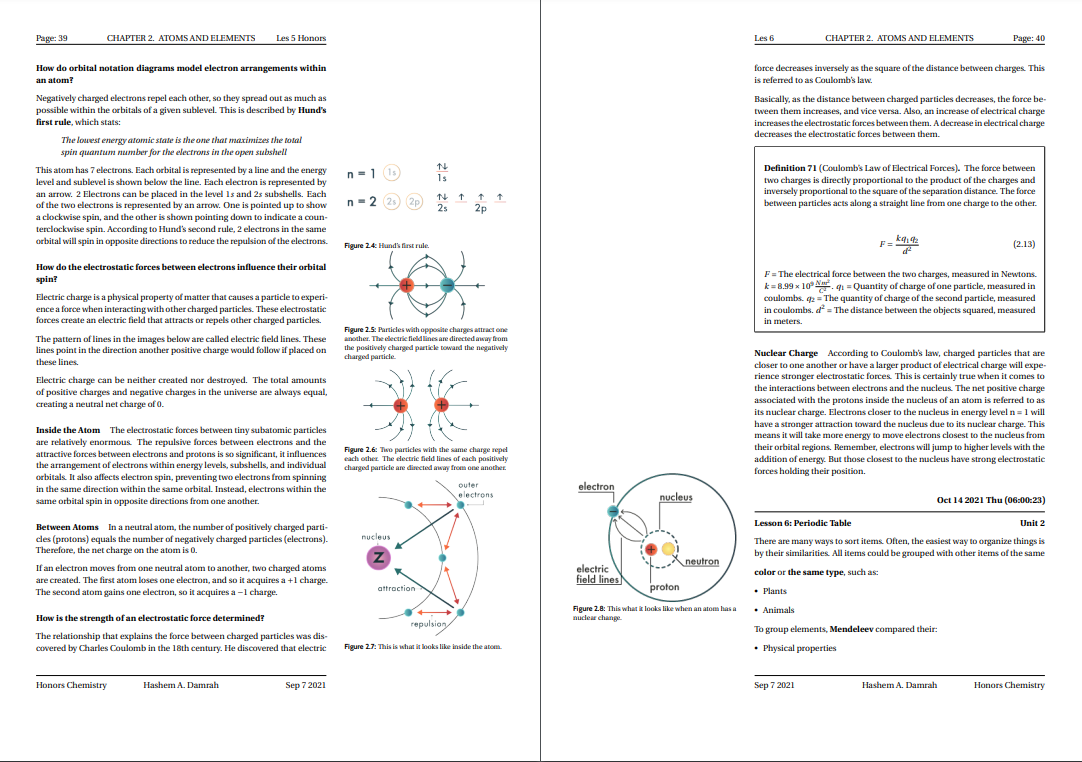 Page: 39 CHAPTER 2. ATOMS AND ELEMENTS Les 5 Honors
How do orbital notation diagrams model electron arrangements within
an atom?
Negatively charged electrons repel each other, so they spread out as much as
possible within the orbitals of a given sublevel. This is described by Hund's
first rule, which stats:
The lowest energy atomic state is the one that maximizes the total
spin quantum number for the electrons in the open subshell
This atom has 7 electrons. Each orbital is represented by a line and the energy
level and sublevel is shown below the line. Each electron is represented by
an arrow. 2 Electrons can be placed in the level 1s and 2s subshells. Each
of the two electrons is represented by an arrow. One is pointed up to show
a clockwise spin, and the other is shown pointing down to indicate a coun-
terclockwise spin. According to Hund's second rule, 2 electrons in the same
orbital will spin in opposite directions to reduce the repulsion of the electrons.
How do the electrostatic forces between electrons influence their orbital
spin?
Electric charge is a physical property of matter that causes a particle to experi-
ence a force when interacting with other charged particles. These electrostatic
forces create an electric field that attracts or repels other charged particles.
The pattern of lines in the images below are called electric field lines. These
lines point in the direction another positive charge would follow if placed on
these lines.
Electric charge can be neither created nor destroyed. The total amounts
of positive charges and negative charges in the universe are always equal,
creating a neutral net charge of 0.
Inside the Atom The electrostatic forces between tiny subatomic particles
are relatively enormous. The repulsive forces between electrons and the
attractive forces between electrons and protons is so significant, it influences
the arrangement of electrons within energy levels, subshells, and individual
orbitals. It also affects electron spin, preventing two electrons from spinning
in the same direction within the same orbital. Instead, electrons within the
same orbital spin in opposite directions from one another.
Between Atoms In a neutral atom, the number of positively charged parti-
cles (protons) equals the number of negatively charged particles (electrons).
Therefore, the net charge on the atom is 0.
If an electron moves from one neutral atom to another, two charged atoms
are created. The first atom loses one electron, and so it acquires a +1 charge.
The second atom gains one electron, so it acquires a −1 charge.
How is the strength of an electrostatic force determined?
The relationship that explains the force between charged particles was dis-
covered by Charles Coulomb in the 18th century. He discovered that electric
n = 1 1s ↑↓
1s
n = 2 2s 2p ↑↓ ↑ ↑ ↑
2s 2p
Figure 2.4: Hund's first rule.
+ −
Figure 2.5: Particles with opposite charges attract one
another. The electric field lines are directed away from
the positively charged particle toward the negatively
charged particle.
+ +
Figure 2.6: Two particles with the same charge repel
each other. The electric field lines of each positively
charged particle are directed away from one another.
outer
electrons
nucleus
Z
attraction
repulsion
Figure 2.7: This is what it looks like inside the atom.
Honors Chemistry Hashem A. Damrah Sep 7 2021
Les 6 CHAPTER 2. ATOMS AND ELEMENTS Page: 40
force decreases inversely as the square of the distance between charges. This
is referred to as Coulomb's law.
Basically, as the distance between charged particles decreases, the force be-
tween them increases, and vice versa. Also, an increase of electrical charge
increases the electrostatic forces between them. A decrease in electrical charge
decreases the electrostatic forces between them.
Definition 71 (Coulomb's Law of Electrical Forces). The force between
two charges is directly proportional to the product of the charges and
inversely proportional to the square of the separation distance. The force
between particles acts along a straight line from one charge to the other.
F = kq₁q₂/d² (2.13)
F = The electrical force between the two charges, measured in Newtons.
k = 8.99 × 10⁹ Nm²/C². q₁ = Quantity of charge of one particle, measured in
coulombs. q₂ = The quantity of charge of the second particle, measured
in coulombs. d² = The distance between the objects squared, measured
in meters.
Nuclear Charge According to Coulomb's law, charged particles that are
closer to one another or have a larger product of electrical charge will expe-
rience stronger electrostatic forces. This is certainly true when it comes to
the interactions between electrons and the nucleus. The net positive charge
associated with the protons inside the nucleus of an atom is referred to as
its nuclear charge. Electrons closer to the nucleus in energy level n = 1 will
have a stronger attraction toward the nucleus due to its nuclear charge. This
means it will take more energy to move electrons closest to the nucleus from
their orbital regions. Remember, electrons will jump to higher levels with the
addition of energy. But those closest to the nucleus have strong electrostatic
forces holding their position.
Oct 14 2021 Thu (06:00:23)
Lesson 6: Periodic Table Unit 2
There are many ways to sort items. Often, the easiest way to organize things is
by their similarities. All items could be grouped with other items of the same
color or the same type, such as:
• Plants
• Animals
To group elements, Mendeleev compared their:
• Physical properties
electron
nucleus
−
+
neutron
electric
field lines
proton
Figure 2.8: This what it looks like when an atom has a
nuclear change.
Sep 7 2021 Hashem A. Damrah Honors Chemistry